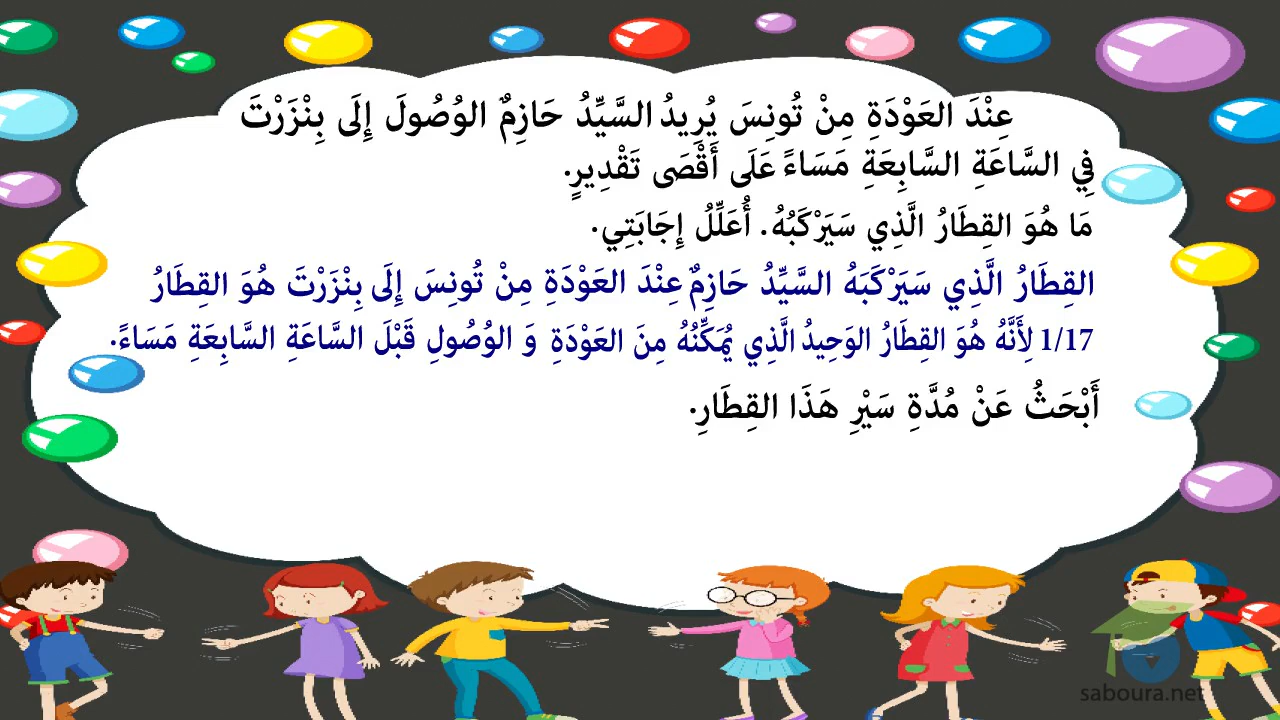 عِنْدَ العَوْدَةِ مِنْ تُونِسَ يُرِيدُ السَّيِّدُ حَازِمٌ الوُصُولَ إِلَى بِنْزَرْتَ
فِي السَّاعَةِ السَّابِعَةِ مَسَاءً عَلَى أَقْصَى تَقْدِيرٍ.
مَا هُوَ القِطَارُ الَّذِي سَيَرْكَبُهُ. أُعَلِّلُ إِجَابَتِي.
القِطَارُ الَّذِي سَيَرْكَبَهُ السَّيِّدُ حَازِمٌ عِنْدَ العَوْدَةِ مِنْ تُونِسَ إِلَى بِنْزَرْتَ هُوَ القِطَارُ
1/17 لِأَنَّهُ هُوَ القِطَارُ الوَحِيدُ الَّذِي يُمَكِّنُهُ مِنَ العَوْدَةِ وَ الوُصُولِ قَبْلَ السَّاعَةِ السَّابِعَةِ مَسَاءً.
أَبْحَثُ عَنْ مُدَّةِ سَيْرِ هَذَا القِطَارِ.
saboura.net